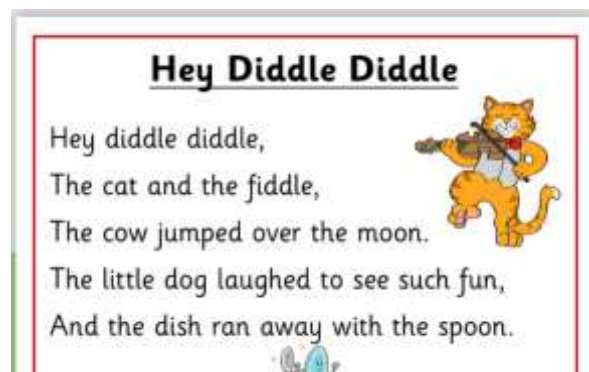 Hey Diddle Diddle
Hey diddle diddle,
The cat and the fiddle,
The cow jumped over the moon.
The little dog laughed to see such fun,
And the dish ran away with the spoon.